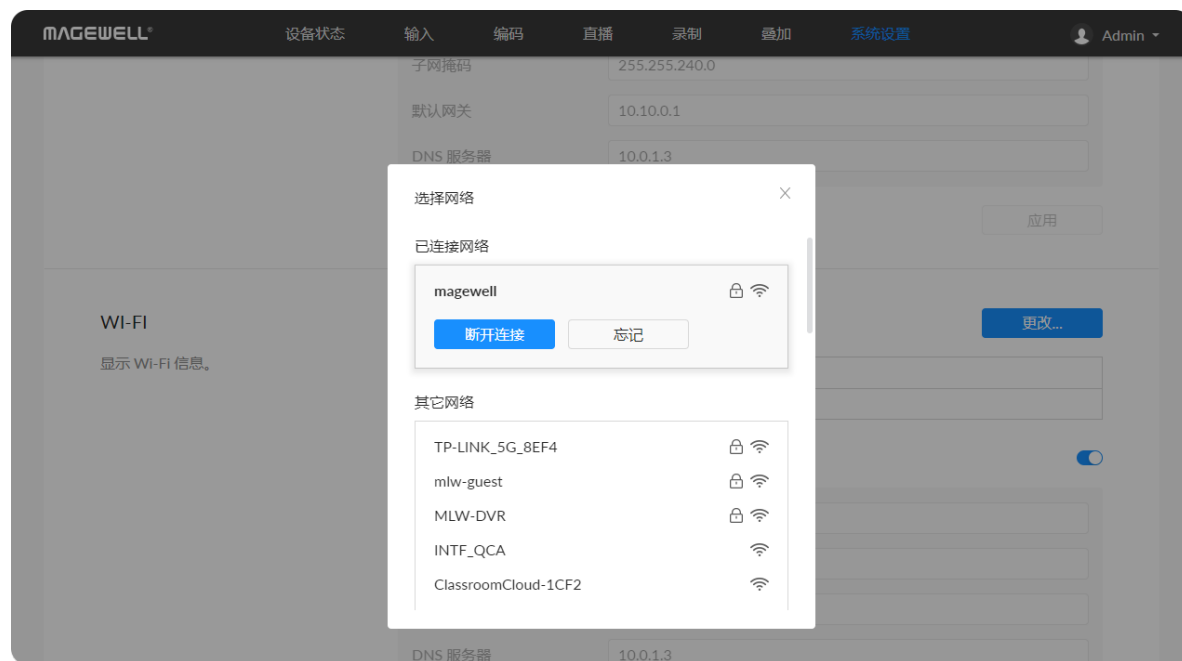 MAGEWELL®
设备状态 输入 编码 直播 录制 叠加 系统设置 Admin
子网掩码 255.255.240.0
默认网关 10.10.0.1
DNS 服务器 10.0.1.3
选择网络
应用
已连接网络
magewell
WI-FI
更改...
断开连接 忘记
显示 Wi-Fi 信息。
其它网络
TP-LINK_5G_8EF4
mlw-guest
MLW-DVR
INTF_QCA
ClassroomCloud-1CF2
DNS 服务器 10.0.1.3